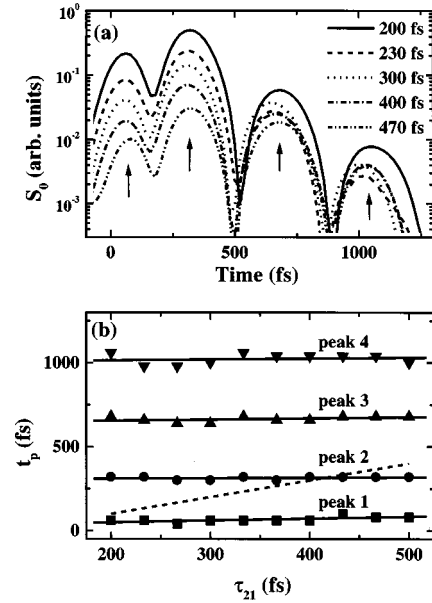 (a)
200 fs
230 fs
300 fs
400 fs
470 fs
10⁰
10⁻¹
10⁻²
10⁻³
S₀ (arb. units)
0
500
1000
Time (fs)
(b)
peak 4
peak 3
peak 2
peak 1
1000
500
0
tₚ (fs)
200
300
400
500
τ₂₁ (fs)